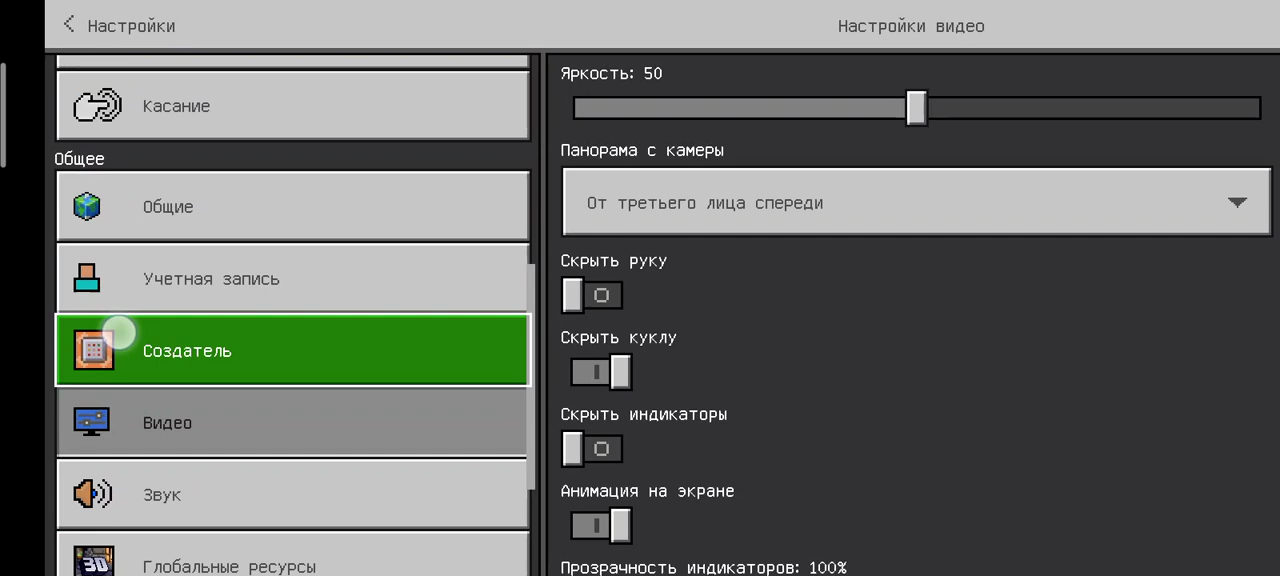 Настройки
Настройки видео
Касание
Общее
Общие
Учетная запись
Создатель
Видео
Звук
Глобальные ресурсы
Яркость: 50
Панорама с камеры
От третьего лица спереди
Скрыть руку
Скрыть куклу
Скрыть индикаторы
Анимация на экране
Прозрачность индикаторов: 100%